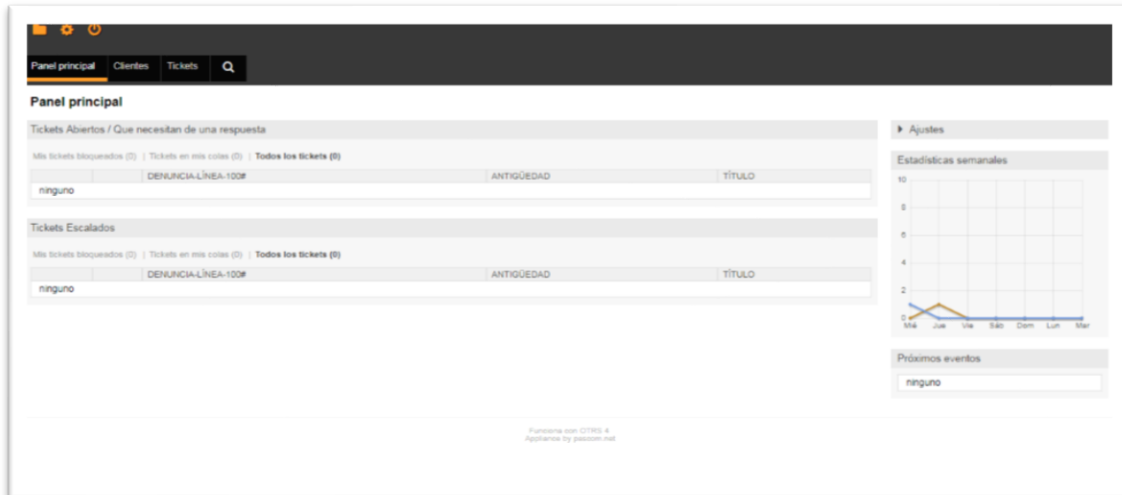 Panel principal Clientes Tickets
Panel principal
Tickets Abiertos / Que necesitan de una respuesta
Mis tickets bloqueados (0) | Tickets en mis colas (0) | Todos los tickets (0)
DENUNCIA-LÍNEA-100# ANTIGÜEDAD TÍTULO
ninguno
Tickets Escalados
Mis tickets bloqueados (0) | Tickets en mis colas (0) | Todos los tickets (0)
DENUNCIA-LÍNEA-100# ANTIGÜEDAD TÍTULO
ninguno
Ajustes
Estadísticas semanales
10
8
6
4
2
0
Mié Jue Vie Sáb Dom Lun Mar
Próximos eventos
ninguno
Funciona con OTRS 4
Appliance by pascom.net